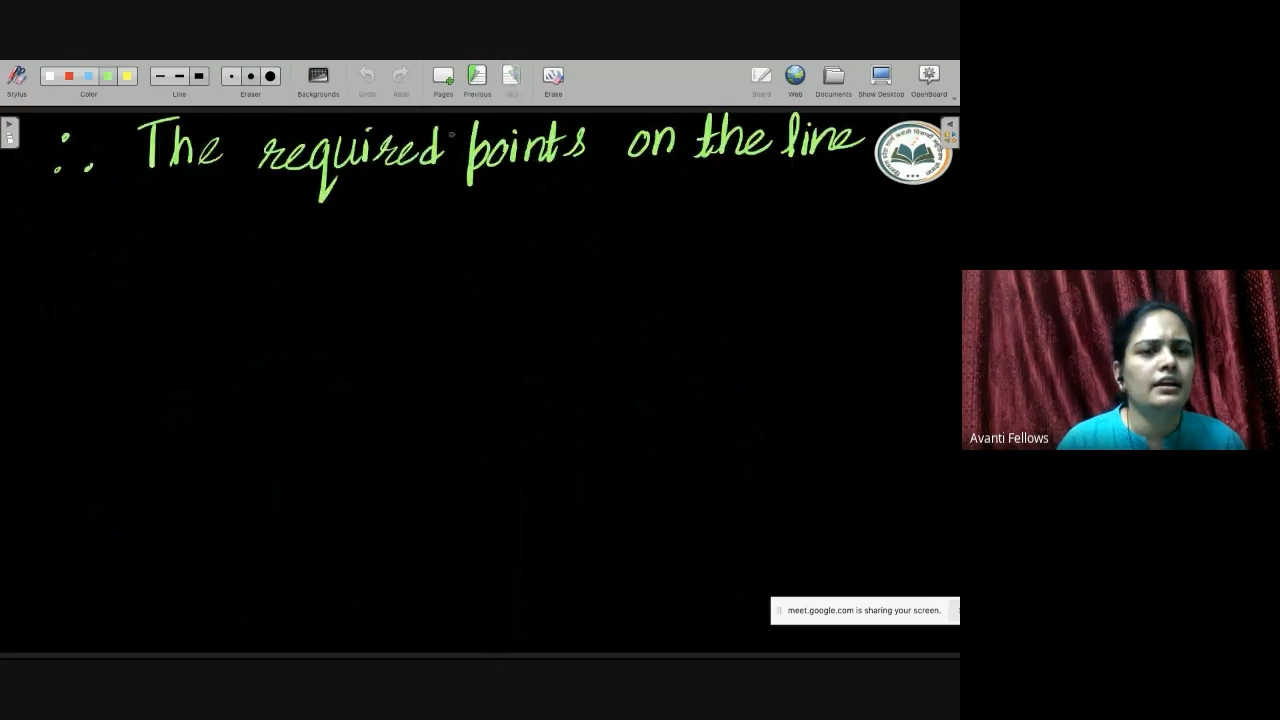 Stylus Color Line Eraser Backgrounds Undo Redo Pages Previous Erase Board Web Documents Show Desktop OpenBoard
∴ The required points on the line
Avanti Fellows
meet.google.com is sharing your screen.